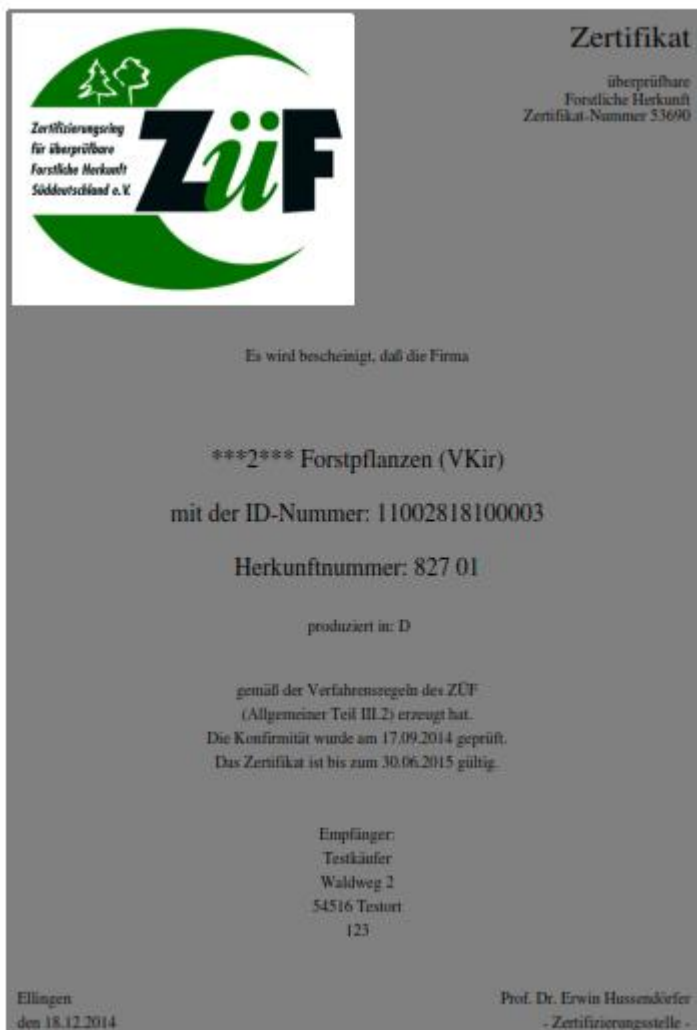 Zertifizierungsring
für überprüfbare
Forstliche Herkunft
Süddeutschland e.V.
ZüF
Zertifikat
überprüfbare
Forstliche Herkunft
Zertifikat-Nummer 53690
Es wird bescheinigt, daß die Firma
***2*** Forstpflanzen (VKir)
mit der ID-Nummer: 11002818100003
Herkunftnummer: 827 01
produziert in: D
gemäß der Verfahrensregeln des ZÜF
(Allgemeiner Teil III.2) erzeugt hat.
Die Konfirmität wurde am 17.09.2014 geprüft.
Das Zertifikat ist bis zum 30.06.2015 gültig.
Empfänger:
Testkäufer
Waldweg 2
54516 Testort
123
Ellingen
den 18.12.2014
Prof. Dr. Erwin Hussendörfer
- Zertifizierungsstelle -